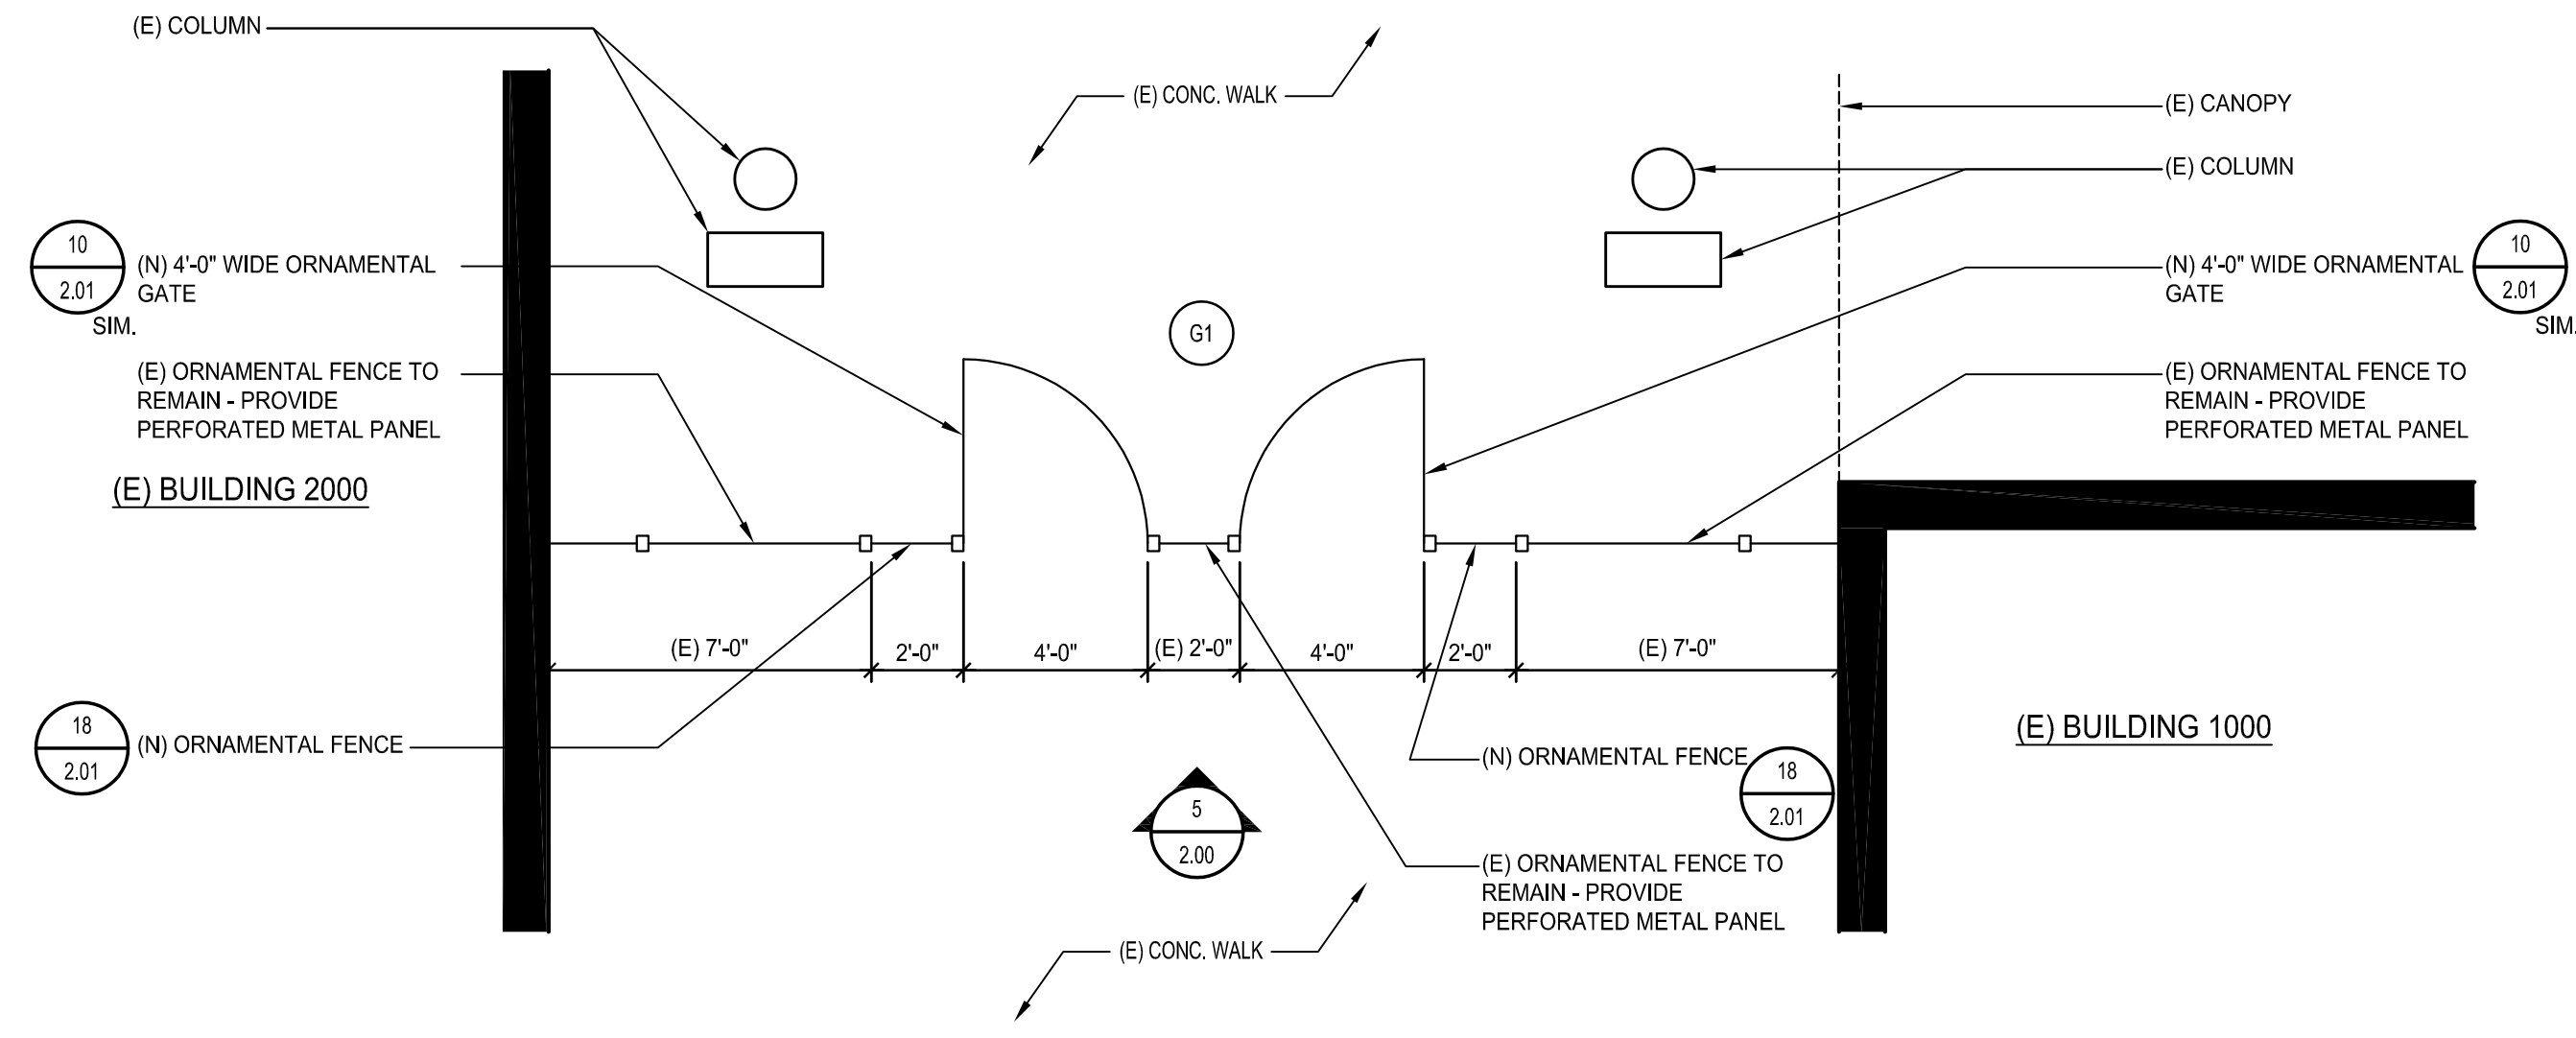 (E) COLUMN
(E) CONC. WALK
(E) CANOPY
(E) COLUMN
10
2.01
SIM.
(N) 4'-0" WIDE ORNAMENTAL
GATE
(N) 4'-0" WIDE ORNAMENTAL
GATE
10
2.01
SIM.
G1
(E) ORNAMENTAL FENCE TO
REMAIN - PROVIDE
PERFORATED METAL PANEL
(E) ORNAMENTAL FENCE TO
REMAIN - PROVIDE
PERFORATED METAL PANEL
(E) BUILDING 2000
(E) 7'-0"
2'-0"
4'-0"
(E) 2'-0"
4'-0"
2'-0"
(E) 7'-0"
18
2.01
(N) ORNAMENTAL FENCE
(N) ORNAMENTAL FENCE
18
2.01
(E) BUILDING 1000
5
2.00
(E) ORNAMENTAL FENCE TO
REMAIN - PROVIDE
PERFORATED METAL PANEL
(E) CONC. WALK